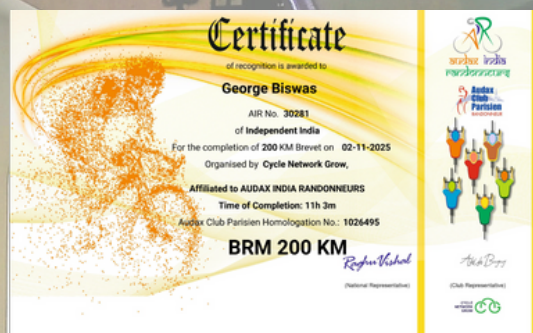 Certificate
of recognition is awarded to
George Biswas
AIR No. 30281
of Independent India
For the completion of 200 KM Brevet on 02-11-2025
Organised by Cycle Network Grow,
Affiliated to AUDAX INDIA RANDONNEURS
Time of Completion: 11h 3m
Audax Club Parisien Homologation No.: 1026495
BRM 200 KM
Raghu Vishal
(National Representative)
audax india
randonneurs
Audax
Club
Parisien
RANDONNEUR
(Club Representative)